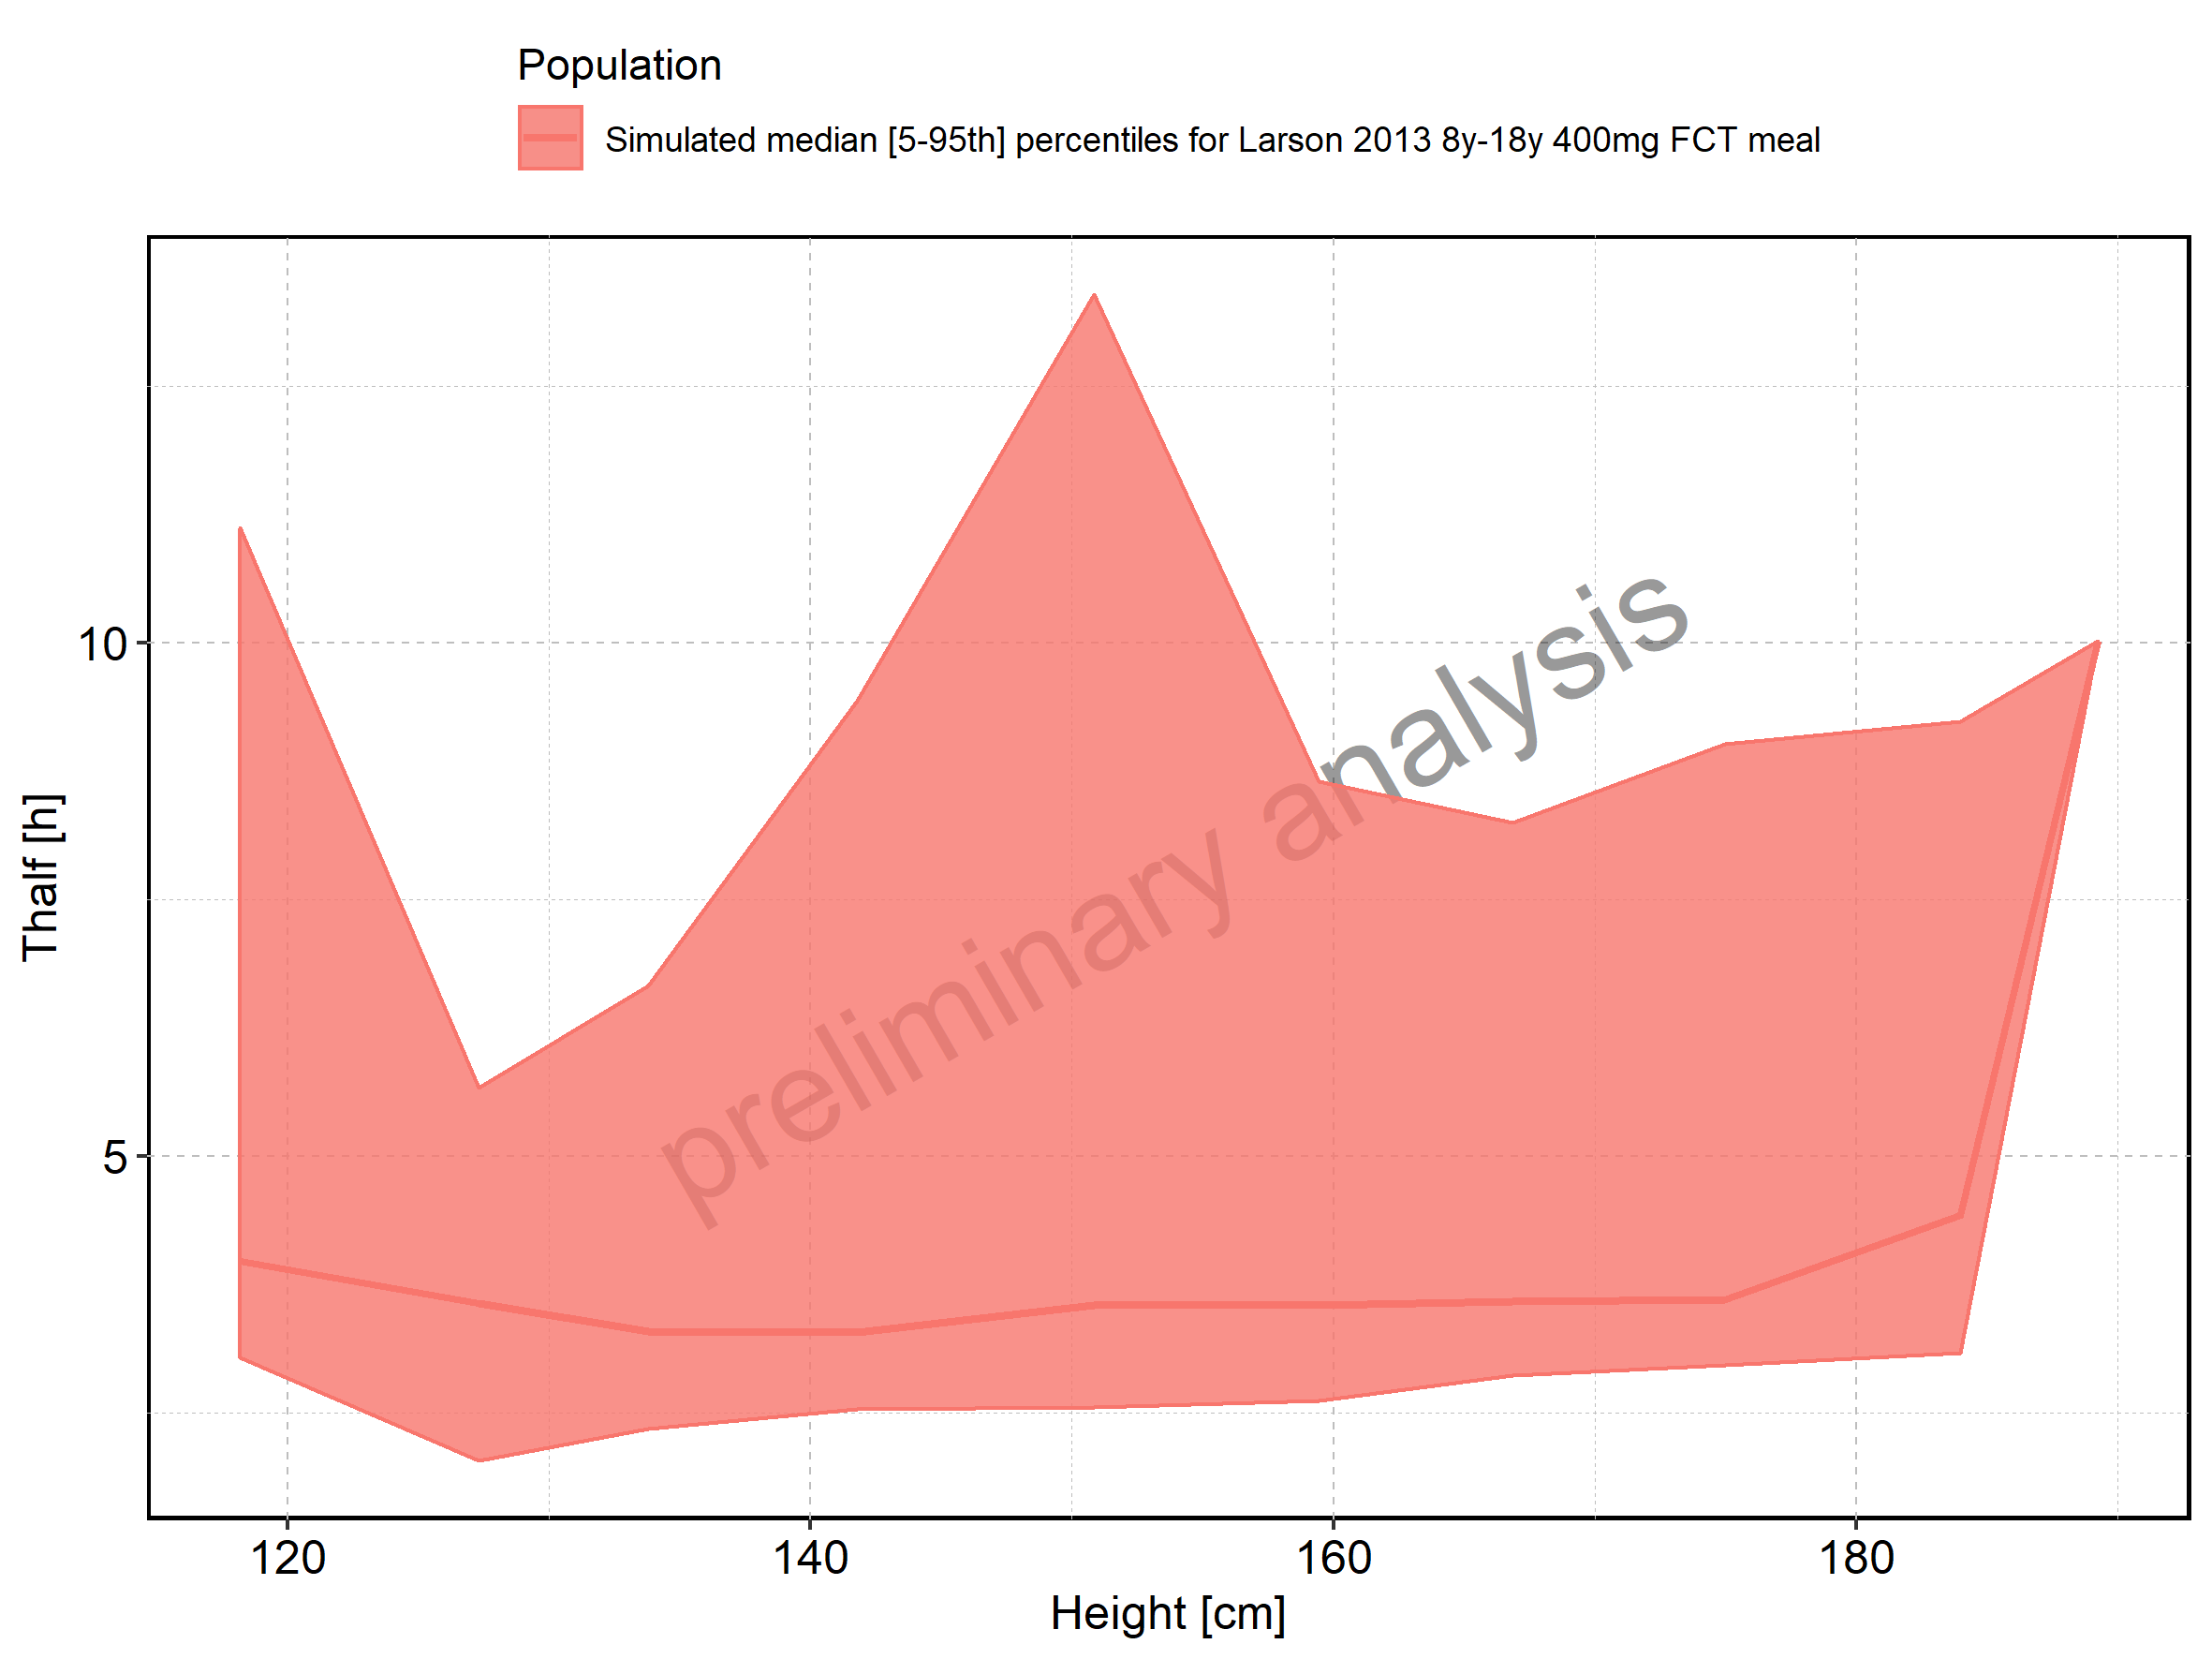 Population
Simulated median [5-95th] percentiles for Larson 2013 8y-18y 400mg FCT meal
10
5
Thalf [h]
preliminary analysis
120 140 160 180
Height [cm]